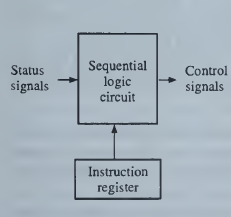 Status
signals
Sequential
logic
circuit
Control
signals
Instruction
register